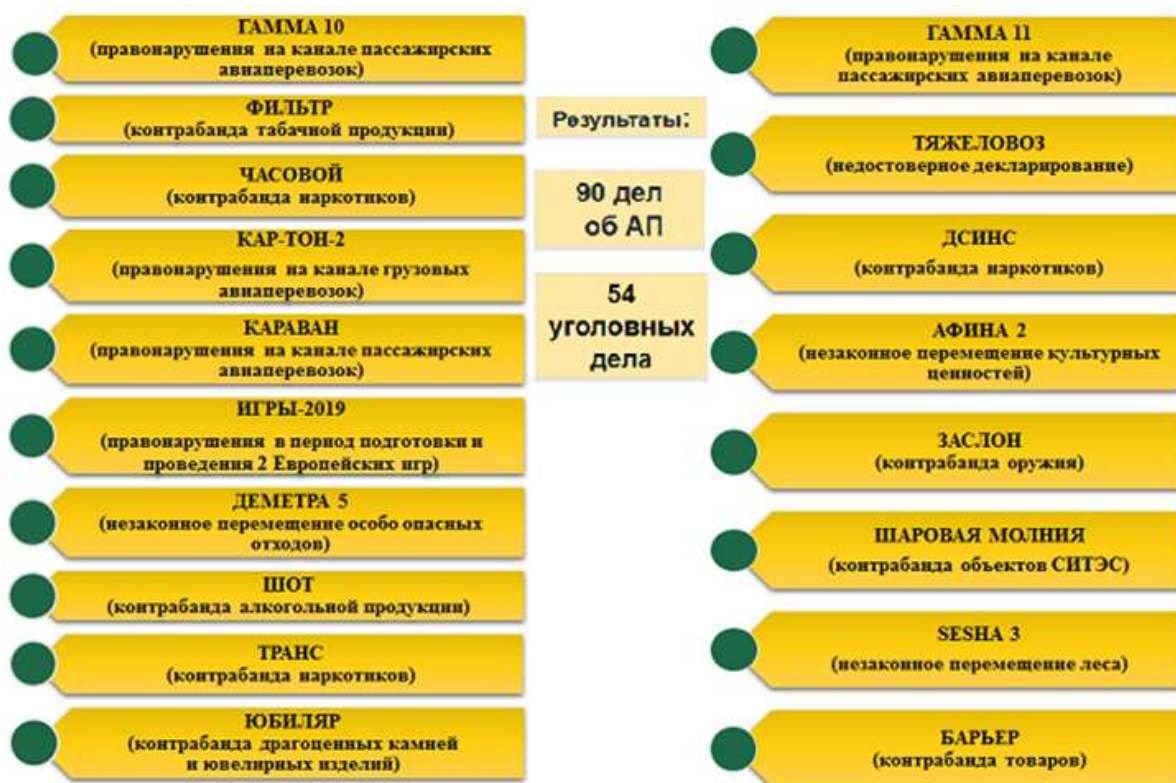 ГАММА 10
(правонарушения на канале пассажирских
авиаперевозок)
ФИЛЬТР
(контрабанда табачной продукции)
ЧАСОВОЙ
(контрабанда наркотиков)
КАР-ТОН-2
(правонарушения на канале грузовых
авиаперевозок)
КАРАВАН
(правонарушения на канале пассажирских
авиаперевозок)
ИГРЫ-2019
(правонарушения в период подготовки и
проведения 2 Европейских игр)
ДЕМЕТРА 5
(незаконное перемещение особо опасных
отходов)
ШОТ
(контрабанда алкогольной продукции)
ТРАНС
(контрабанда наркотиков)
ЮБИЛЯР
(контрабанда драгоценных камней
и ювелирных изделий)
Результаты:
90 дел
об АП
54
уголовных
дела
ГАММА 11
(правонарушения на канале
пассажирских авиаперевозок)
ТЯЖЕЛОВОЗ
(недостоверное декларирование)
ДСИНС
(контрабанда наркотиков)
АФИНА 2
(незаконное перемещение культурных
ценностей)
ЗАСЛОН
(контрабанда оружия)
ШАРОВАЯ МОЛНИЯ
(контрабанда объектов СИТЭС)
SESHA 3
(незаконное перемещение леса)
БАРЬЕР
(контрабанда товаров)